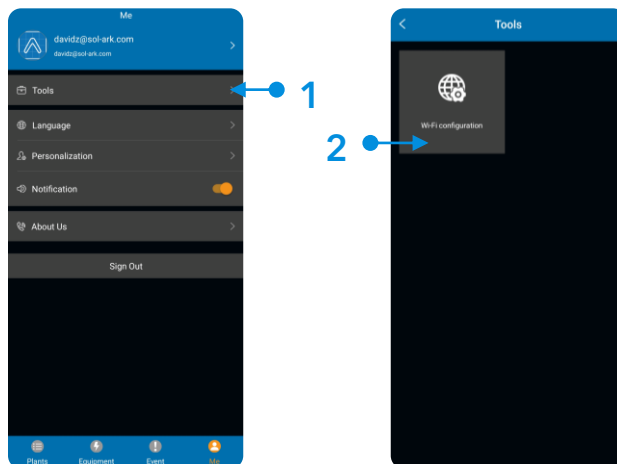 Me
davidz@sol-ark.com
davidz@sol-ark.com
Tools
1
Language
Personalization
Notification
About Us
Sign Out
Plants Equipment Event Me
Tools
Wi-Fi configuration
2